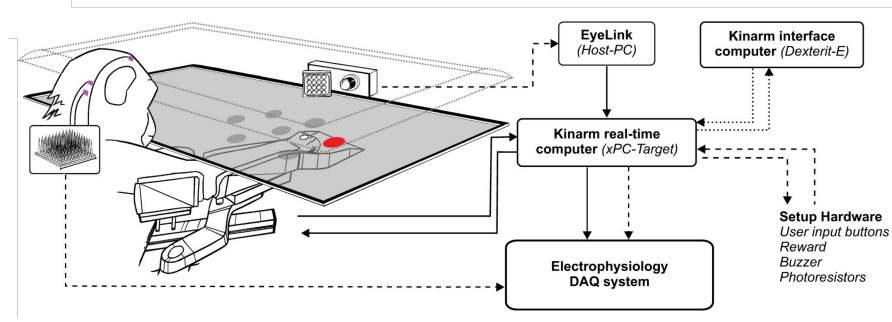 EyeLink
(Host-PC)
Kinarm interface
computer (Dexterit-E)
Kinarm real-time
computer (xPC-Target)
Setup Hardware
User input buttons
Reward
Buzzer
Photoresistors
Electrophysiology
DAQ system